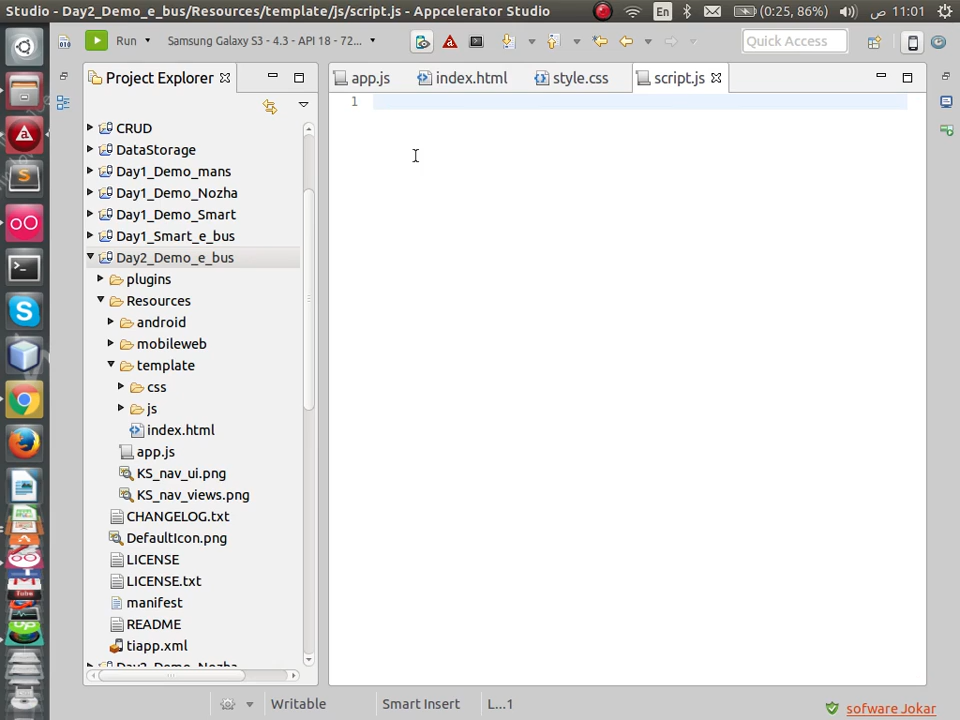 Studio - Day2_Demo_e_bus/Resources/template/js/script.js - Appcelerator Studio
En
(0:25, 86%)
11:01 ص
Run
Samsung Galaxy S3 - 4.3 - API 18 - 72...
Quick Access
Project Explorer
app.js
index.html
style.css
script.js
1
CRUD
DataStorage
Day1_Demo_mans
Day1_Demo_Nozha
Day1_Demo_Smart
Day1_Smart_e_bus
Day2_Demo_e_bus
plugins
Resources
android
mobileweb
template
css
js
index.html
app.js
KS_nav_ui.png
KS_nav_views.png
CHANGELOG.txt
DefaultIcon.png
LICENSE
LICENSE.txt
manifest
README
tiapp.xml
Day2_Demo_Nozha
Writable
Smart Insert
L...1
sofware Jokar